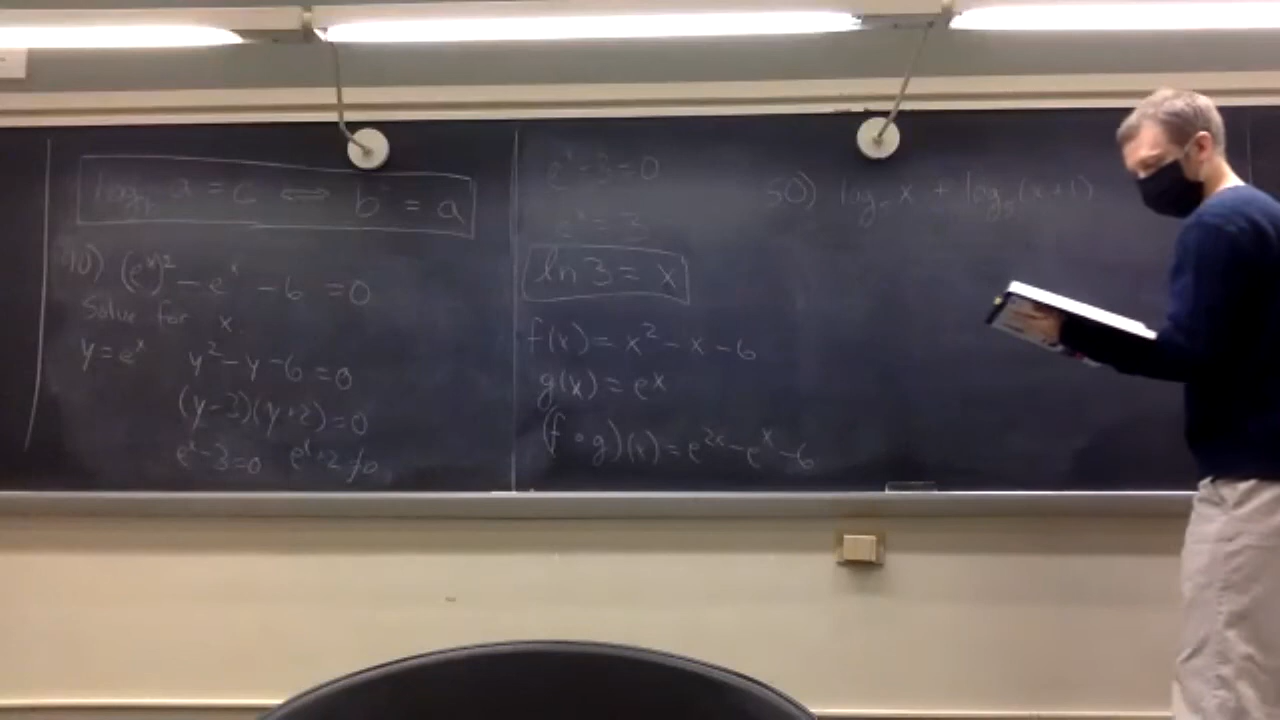 log_b a = c ⟺ b^c = a
90) (e^x)^2 - e^x - 6 = 0
Solve for x.
y = e^x y^2 - y - 6 = 0
(y-3)(y+2) = 0
e^x - 3 = 0 e^x + 2 ≠ 0
e^x - 3 = 0
e^x = 3
ln 3 = x
f(x) = x^2 - x - 6
g(x) = e^x
(f ∘ g)(x) = e^{2x} - e^x - 6
50) log_5 x + log_5 (x+1)